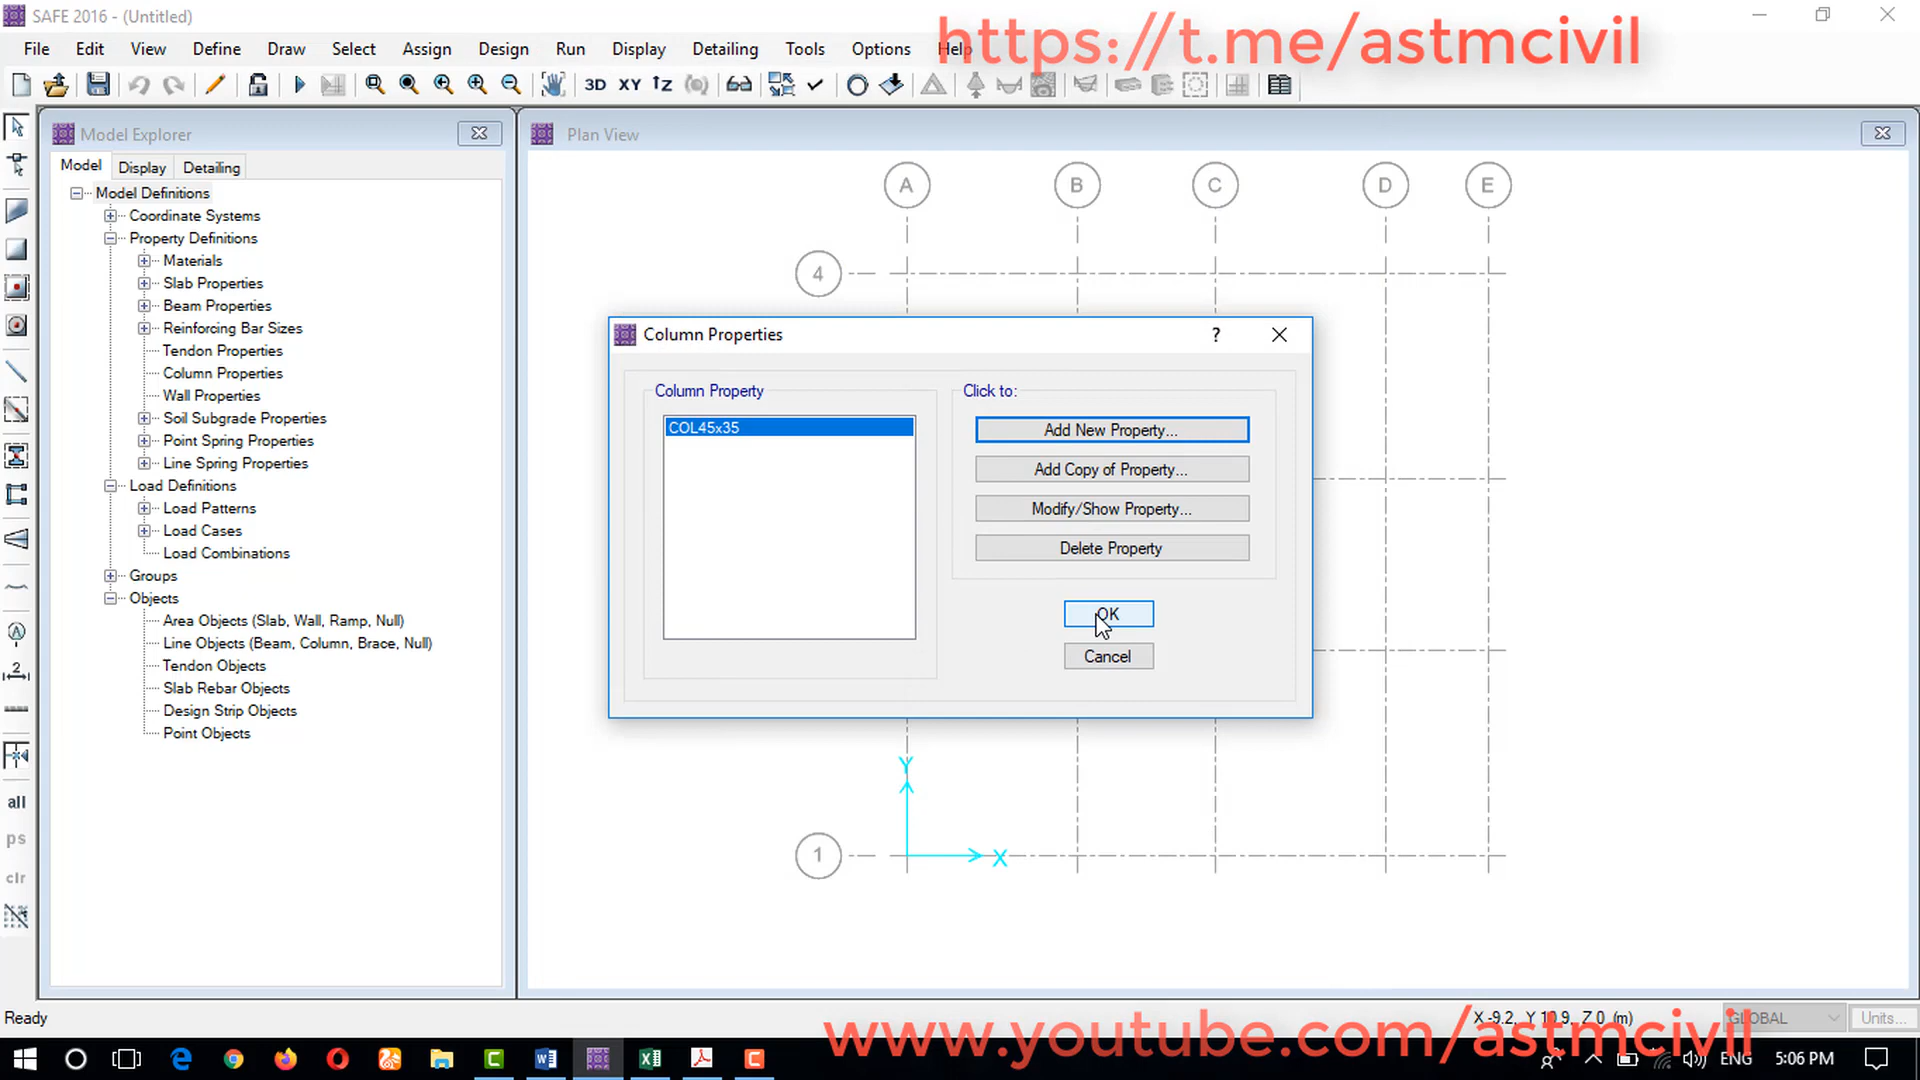 SAFE 2016 - (Untitled)
https://t.me/astmcivil
File Edit View Define Draw Select Assign Design Run Display Detailing Tools Options Help
3D XY
Model Explorer
Plan View
Model Display Detailing
Model Definitions
Coordinate Systems
Property Definitions
Materials
Slab Properties
Beam Properties
Reinforcing Bar Sizes
Tendon Properties
Column Properties
Wall Properties
Soil Subgrade Properties
Point Spring Properties
Line Spring Properties
Load Definitions
Load Patterns
Load Cases
Load Combinations
Groups
Objects
Area Objects (Slab, Wall, Ramp, Null)
Line Objects (Beam, Column, Brace, Null)
Tendon Objects
Slab Rebar Objects
Design Strip Objects
Point Objects
all
ps
clr
A B C D E
4
Column Properties
?
Column Property
COL45x35
Click to:
Add New Property...
Add Copy of Property...
Modify/Show Property...
Delete Property
OK
Cancel
Y
X
1
Ready
X -9.2, Y
Z 0 (m)
GLOBAL
Units...
www.youtube.com/astmcivil
ENG
5:06 PM